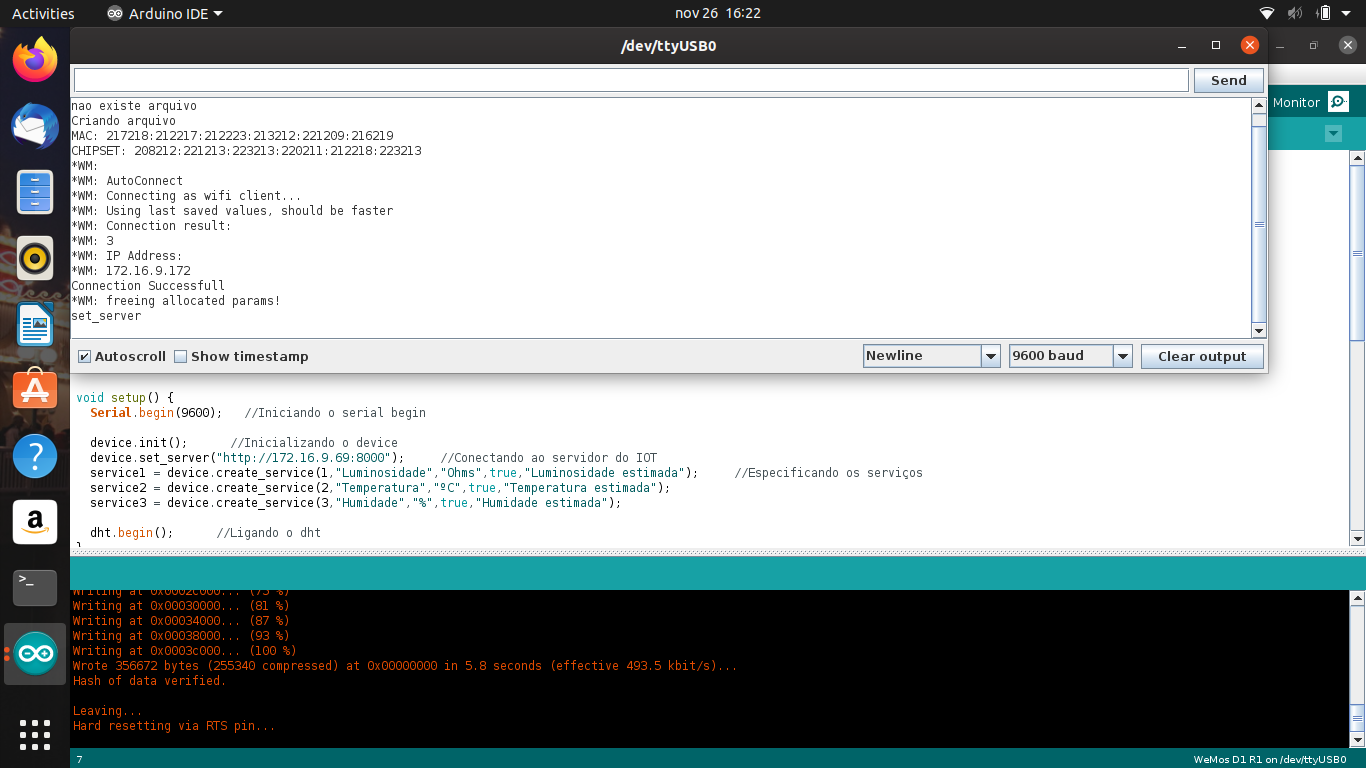 Activities
Arduino IDE
nov 26 16:22
/dev/ttyUSB0
Send
Monitor
nao existe arquivo
Criando arquivo
MAC: 217218:212217:212223:213212:221209:216219
CHIPSET: 208212:221213:223213:220211:212218:223213
*WM:
*WM: AutoConnect
*WM: Connecting as wifi client...
*WM: Using last saved values, should be faster
*WM: Connection result:
*WM: 3
*WM: IP Address:
*WM: 172.16.9.172
Connection Successfull
*WM: freeing allocated params!
set_server
Autoscroll
Show timestamp
Newline
9600 baud
Clear output
void setup() {
Serial.begin(9600);   //Iniciando o serial begin
device.init();      //Inicializando o device
device.set_server("http://172.16.9.69:8000");     //Conectando ao servidor do IOT
service1 = device.create_service(1,"Luminosidade","Ohms",true,"Luminosidade estimada");     //Especificando os serviços
service2 = device.create_service(2,"Temperatura","ºC",true,"Temperatura estimada");
service3 = device.create_service(3,"Humidade","%",true,"Humidade estimada");
dht.begin();      //Ligando o dht
}
Writing at 0x0002c000... (75 %)
Writing at 0x00030000... (81 %)
Writing at 0x00034000... (87 %)
Writing at 0x00038000... (93 %)
Writing at 0x0003c000... (100 %)
Wrote 356672 bytes (255340 compressed) at 0x00000000 in 5.8 seconds (effective 493.5 kbit/s)...
Hash of data verified.
Leaving...
Hard resetting via RTS pin...
7
WeMos D1 R1 on /dev/ttyUSB0